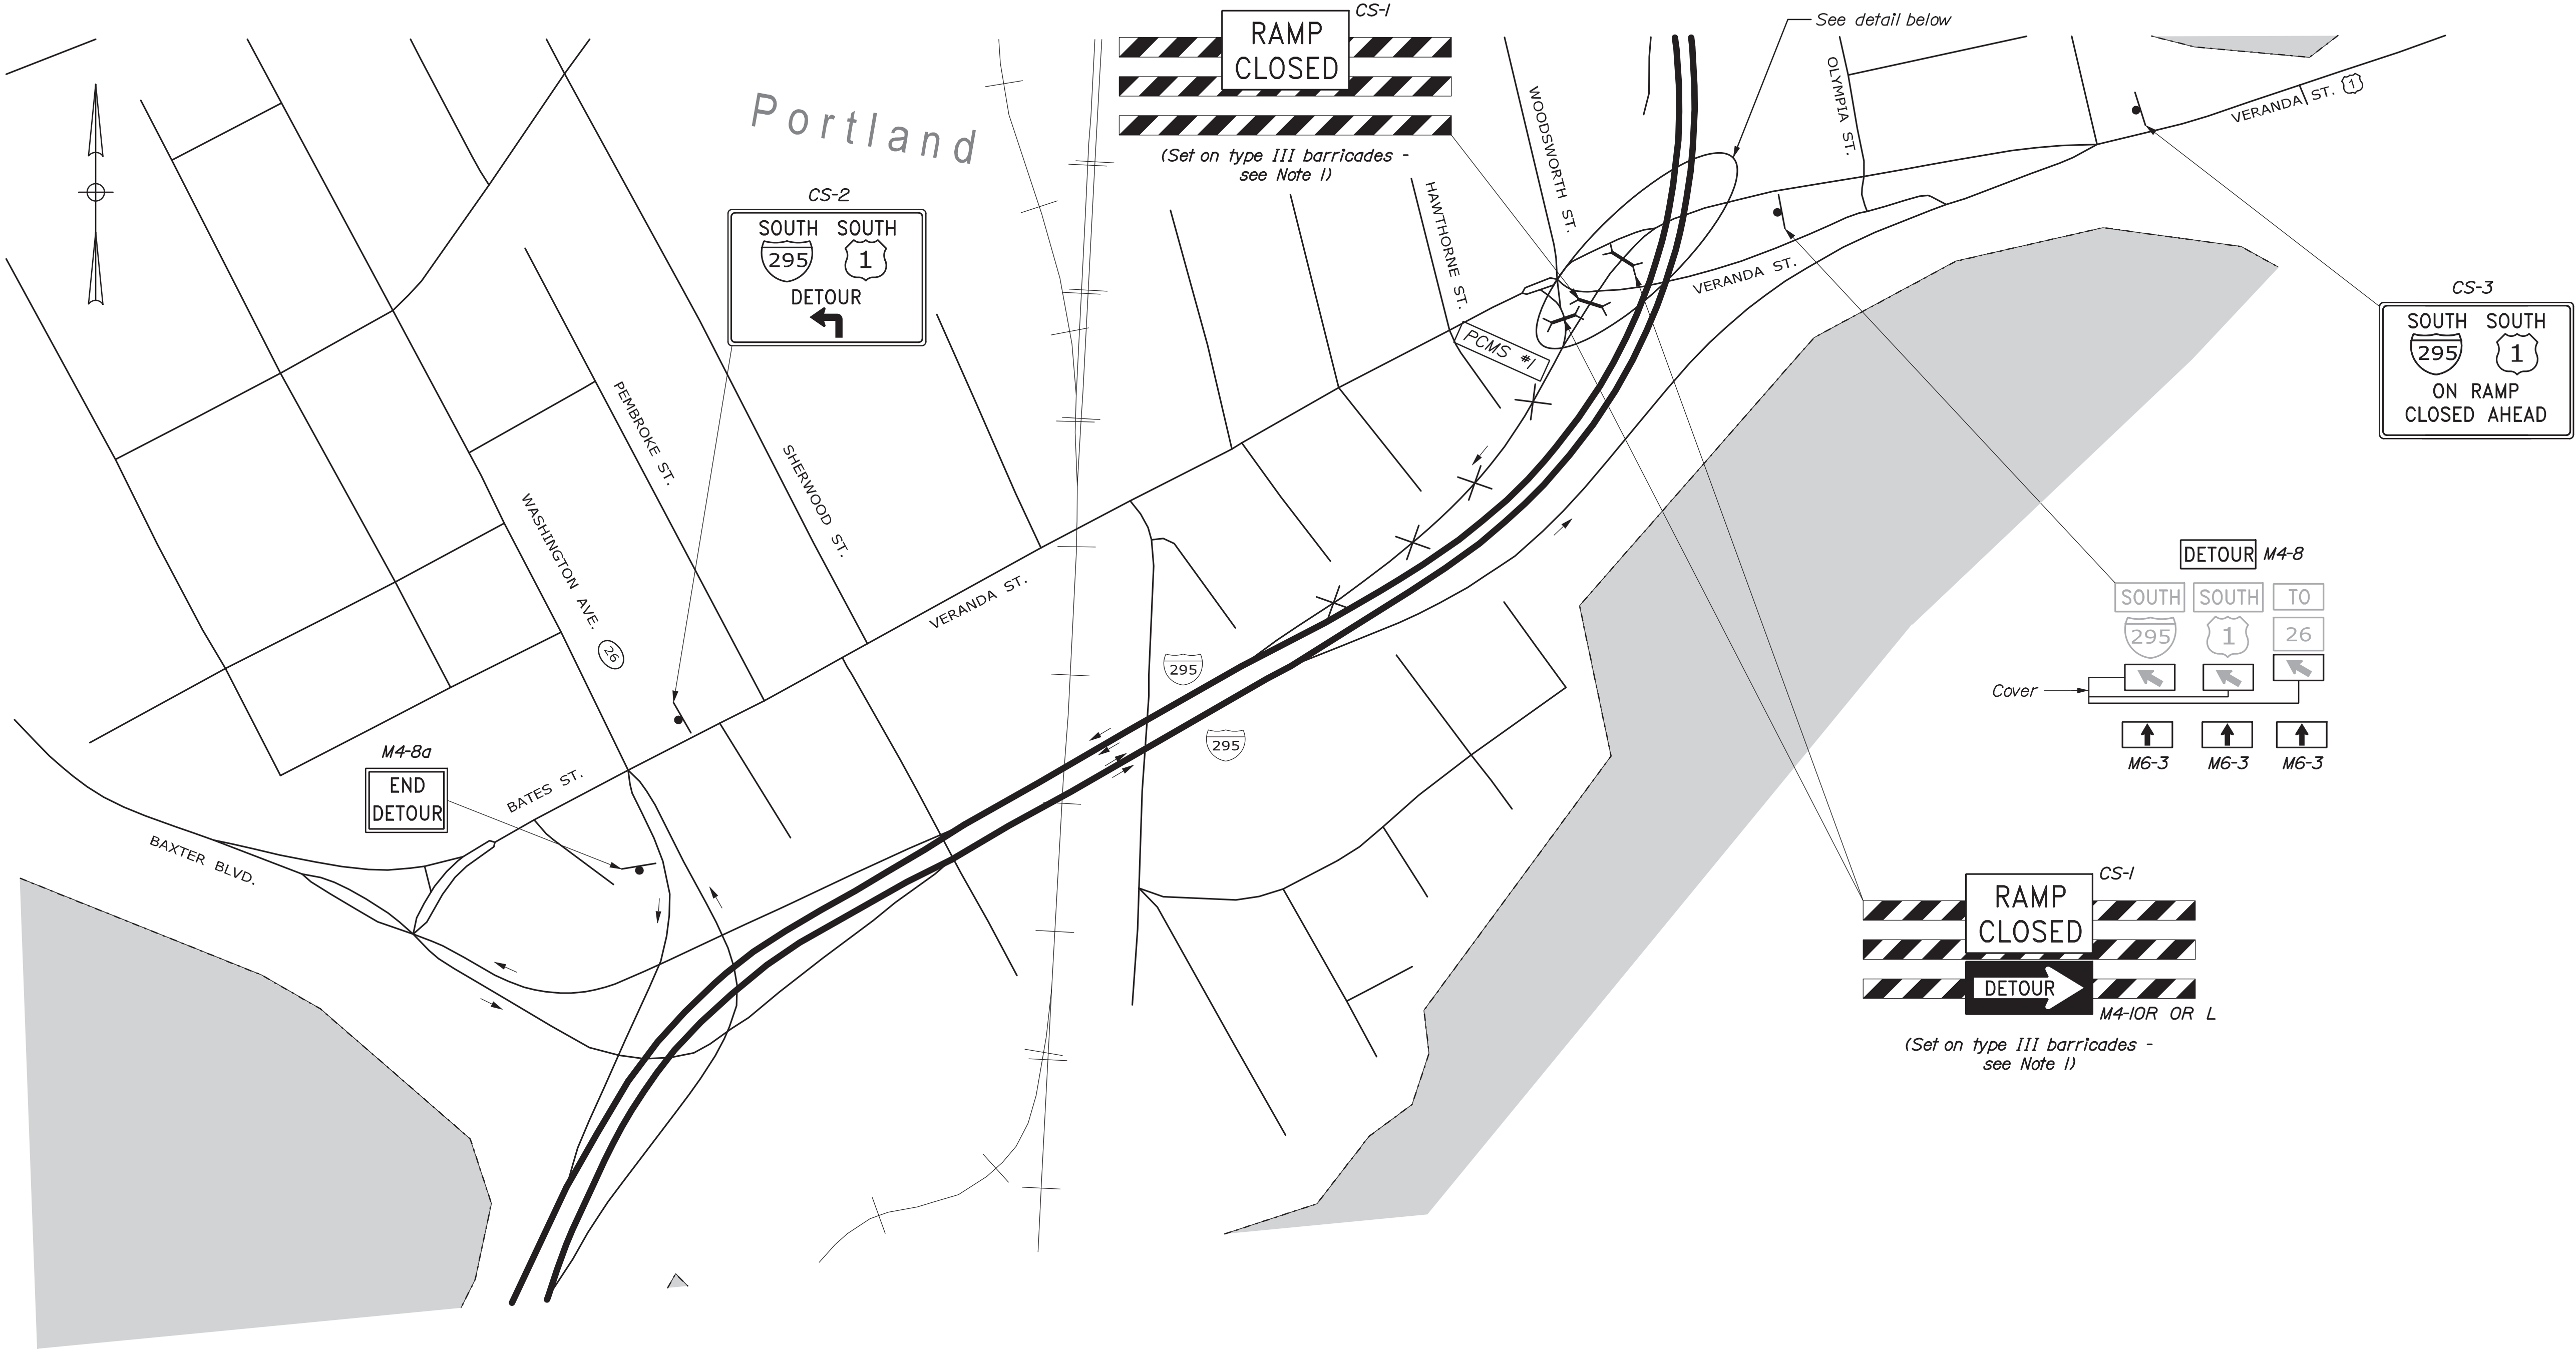 Portland
CS-1
RAMP
CLOSED
(Set on type III barricades -
see Note 1)
See detail below
WOODSWORTH ST.
HAWTHORNE ST.
OLYMPIA ST.
VERANDA ST. 1
VERANDA ST.
PCMS #1
CS-2
SOUTH SOUTH
295 1
DETOUR
CS-3
SOUTH SOUTH
295 1
ON RAMP
CLOSED AHEAD
PEMBROKE ST.
SHERWOOD ST.
WASHINGTON AVE. 26
VERANDA ST.
295
295
DETOUR M4-8
SOUTH SOUTH TO
295 1 26
Cover
M6-3 M6-3 M6-3
M4-8a
END
DETOUR
BATES ST.
BAXTER BLVD.
CS-1
RAMP
CLOSED
DETOUR
M4-10R OR L
(Set on type III barricades -
see Note 1)